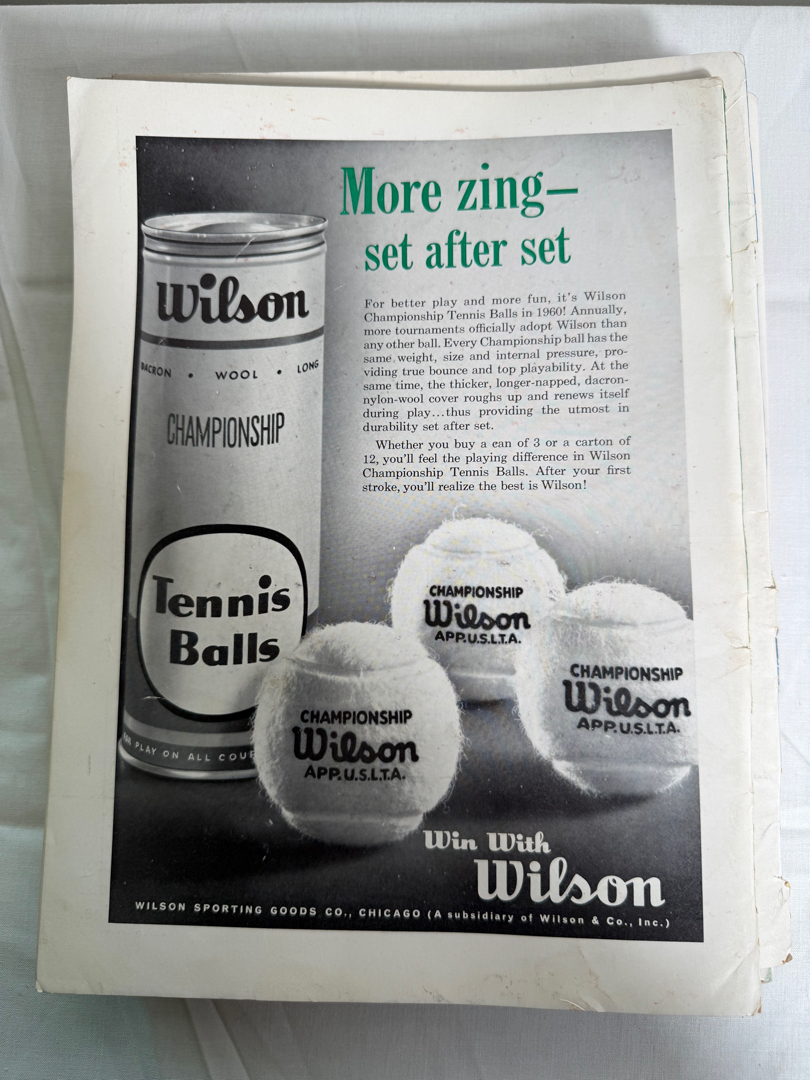 More zing—
set after set
For better play and more fun, it's Wilson
Championship Tennis Balls in 1960! Annually,
more tournaments officially adopt Wilson than
any other ball. Every Championship ball has the
same weight, size and internal pressure, pro-
viding true bounce and top playability. At the
same time, the thicker, longer-napped, dacron-
nylon-wool cover roughs up and renews itself
during play...thus providing the utmost in
durability set after set.
Whether you buy a can of 3 or a carton of
12, you'll feel the playing difference in Wilson
Championship Tennis Balls. After your first
stroke, you'll realize the best is Wilson!
Wilson
DACRON • WOOL • LONG
CHAMPIONSHIP
Tennis
Balls
PLAY ON ALL
CHAMPIONSHIP
Wilson
APP.U.S.L.T.A.
CHAMPIONSHIP
Wilson
APP.U.S.L.T.A.
CHAMPIONSHIP
Wilson
APP.U.S.L.T.A.
Win With
Wilson
WILSON SPORTING GOODS CO., CHICAGO (A subsidiary of Wilson & Co., Inc.)